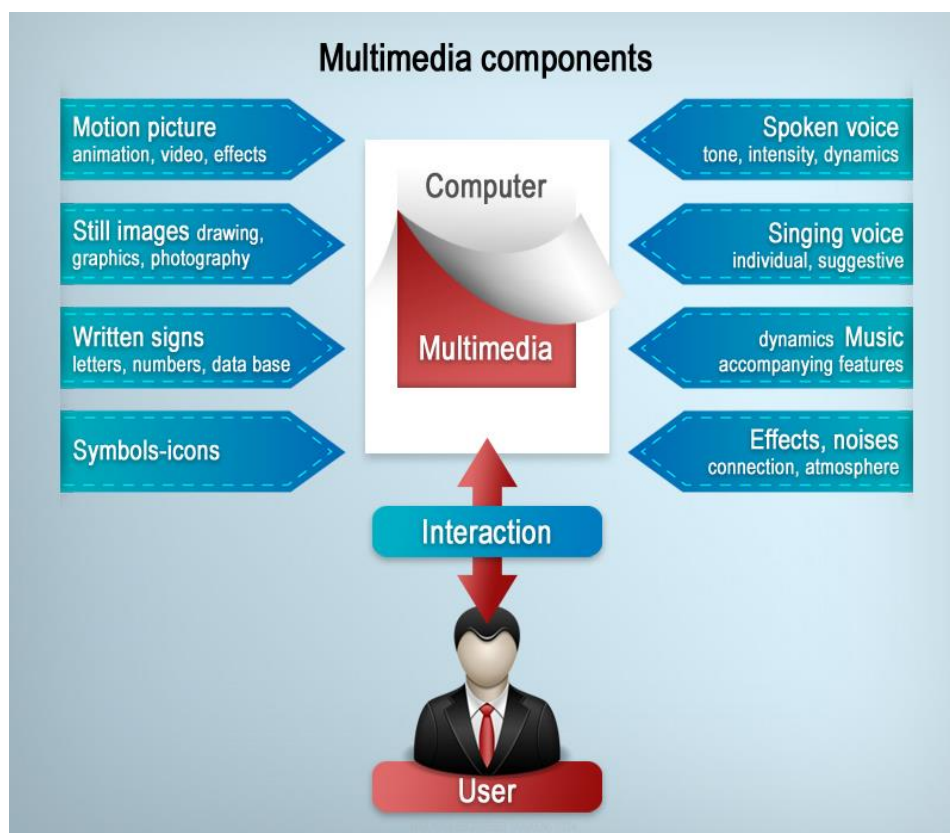 Multimedia components
Motion picture
animation, video, effects
Still images drawing,
graphics, photography
Written signs
letters, numbers, data base
Symbols-icons
Computer
Multimedia
Spoken voice
tone, intensity, dynamics
Singing voice
individual, suggestive
dynamics Music
accompanying features
Effects, noises
connection, atmosphere
Interaction
User